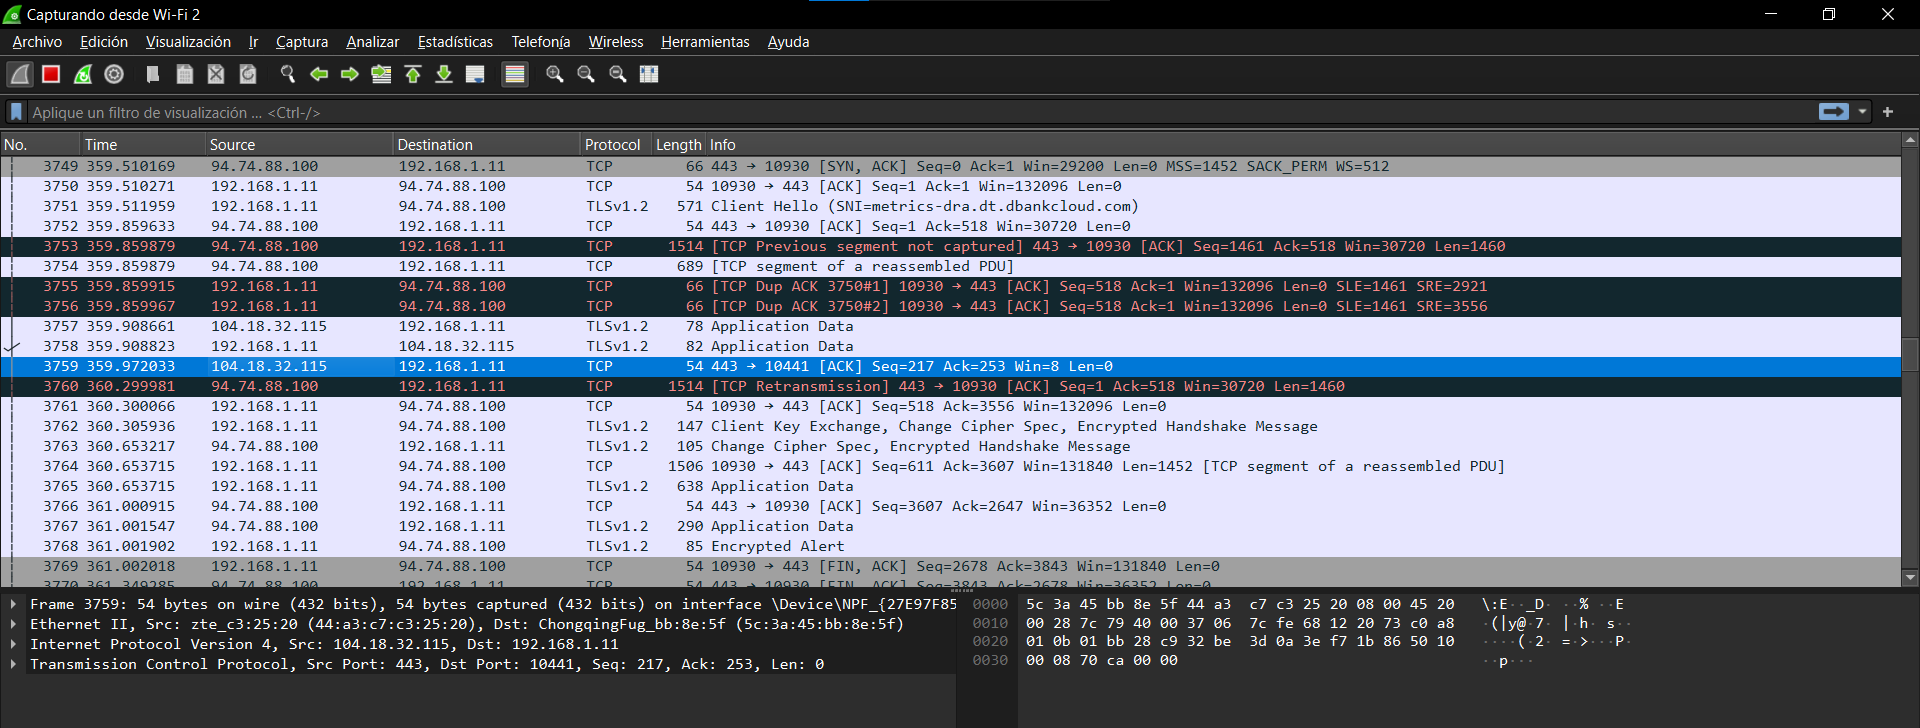 Capturando desde Wi-Fi 2
Archivo Edición Visualización Ir Captura Analizar Estadísticas Telefonía Wireless Herramientas Ayuda
Aplique un filtro de visualización ... <Ctrl-/>
No. Time Source Destination Protocol Length Info
3749 359.510169 94.74.88.100 192.168.1.11 TCP 66 443 → 10930 [SYN, ACK] Seq=0 Ack=1 Win=29200 Len=0 MSS=1452 SACK_PERM WS=512
3750 359.510271 192.168.1.11 94.74.88.100 TCP 54 10930 → 443 [ACK] Seq=1 Ack=1 Win=132096 Len=0
3751 359.511959 192.168.1.11 94.74.88.100 TLSv1.2 571 Client Hello (SNI=metrics-dra.dt.dbankcloud.com)
3752 359.859633 94.74.88.100 192.168.1.11 TCP 54 443 → 10930 [ACK] Seq=1 Ack=518 Win=30720 Len=0
3753 359.859879 94.74.88.100 192.168.1.11 TCP 1514 [TCP Previous segment not captured] 443 → 10930 [ACK] Seq=1461 Ack=518 Win=30720 Len=1460
3754 359.859879 94.74.88.100 192.168.1.11 TCP 689 [TCP segment of a reassembled PDU]
3755 359.859915 192.168.1.11 94.74.88.100 TCP 66 [TCP Dup ACK 3750#1] 10930 → 443 [ACK] Seq=518 Ack=1 Win=132096 Len=0 SLE=1461 SRE=2921
3756 359.859967 192.168.1.11 94.74.88.100 TCP 66 [TCP Dup ACK 3750#2] 10930 → 443 [ACK] Seq=518 Ack=1 Win=132096 Len=0 SLE=1461 SRE=3556
3757 359.908661 104.18.32.115 192.168.1.11 TLSv1.2 78 Application Data
3758 359.908823 192.168.1.11 104.18.32.115 TLSv1.2 82 Application Data
3759 359.972033 104.18.32.115 192.168.1.11 TCP 54 443 → 10441 [ACK] Seq=217 Ack=253 Win=8 Len=0
3760 360.299981 94.74.88.100 192.168.1.11 TCP 1514 [TCP Retransmission] 443 → 10930 [ACK] Seq=1 Ack=518 Win=30720 Len=1460
3761 360.300066 192.168.1.11 94.74.88.100 TCP 54 10930 → 443 [ACK] Seq=518 Ack=3556 Win=132096 Len=0
3762 360.305936 192.168.1.11 94.74.88.100 TLSv1.2 147 Client Key Exchange, Change Cipher Spec, Encrypted Handshake Message
3763 360.653217 94.74.88.100 192.168.1.11 TLSv1.2 105 Change Cipher Spec, Encrypted Handshake Message
3764 360.653715 192.168.1.11 94.74.88.100 TCP 1506 10930 → 443 [ACK] Seq=611 Ack=3607 Win=131840 Len=1452 [TCP segment of a reassembled PDU]
3765 360.653715 192.168.1.11 94.74.88.100 TLSv1.2 638 Application Data
3766 361.000915 94.74.88.100 192.168.1.11 TCP 54 443 → 10930 [ACK] Seq=3607 Ack=2647 Win=36352 Len=0
3767 361.001547 94.74.88.100 192.168.1.11 TLSv1.2 290 Application Data
3768 361.001902 192.168.1.11 94.74.88.100 TLSv1.2 85 Encrypted Alert
3769 361.002018 192.168.1.11 94.74.88.100 TCP 54 10930 → 443 [FIN, ACK] Seq=2678 Ack=3843 Win=131840 Len=0
3770 361.349285 94.74.88.100 192.168.1.11 TCP 54 443 → 10930 [FIN, ACK] Seq=3843 Ack=2678 Win=36352 Len=0
Frame 3759: 54 bytes on wire (432 bits), 54 bytes captured (432 bits) on interface \Device\NPF_{27E97F85
Ethernet II, Src: zte_c3:25:20 (44:a3:c7:c3:25:20), Dst: ChongqingFug_bb:8e:5f (5c:3a:45:bb:8e:5f)
Internet Protocol Version 4, Src: 104.18.32.115, Dst: 192.168.1.11
Transmission Control Protocol, Src Port: 443, Dst Port: 10441, Seq: 217, Ack: 253, Len: 0
0000 5c 3a 45 bb 8e 5f 44 a3 c7 c3 25 20 08 00 45 20 \:E··_D· ··% ··E
0010 00 28 7c 79 40 00 37 06 7c fe 68 12 20 73 c0 a8 ·(|y@·7· |·h· s··
0020 01 0b 01 bb 28 c9 32 be 3d 0a 3e f7 1b 86 50 10 ····(·2· =·>···P·
0030 00 08 70 ca 00 00 ··p···